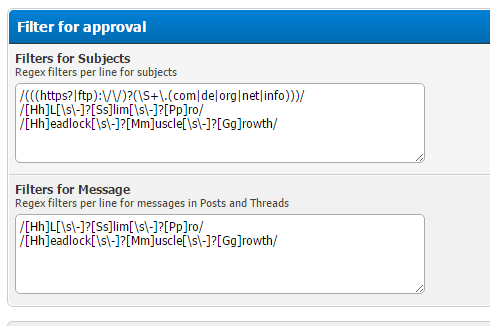 Filter for approval
Filters for Subjects
Regex filters per line for subjects
/(((https?|ftp):\/\/)?(\S+\.(com|de|org|net|info)))/
/[Hh]L[\s\-]?[Ss]lim[\s\-]?[Pp]ro/
/[Hh]eadlock[\s\-]?[Mm]uscle[\s\-]?[Gg]rowth/
Filters for Message
Regex filters per line for messages in Posts and Threads
/[Hh]L[\s\-]?[Ss]lim[\s\-]?[Pp]ro/
/[Hh]eadlock[\s\-]?[Mm]uscle[\s\-]?[Gg]rowth/